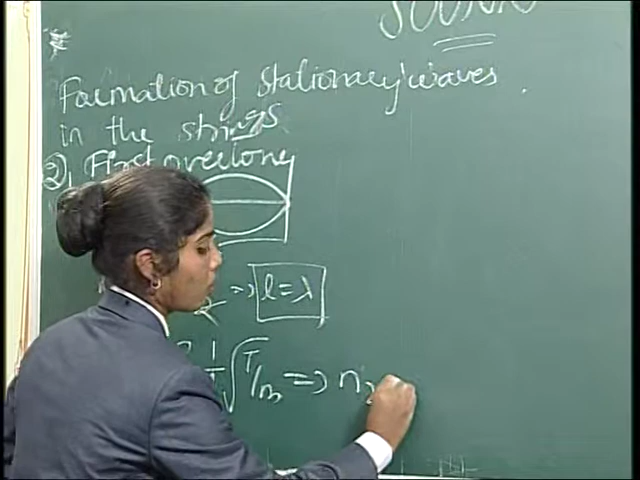 SOUND
Formation of Stationary waves
in the strings
2) First overtone
l = λ
1 √T/m => n